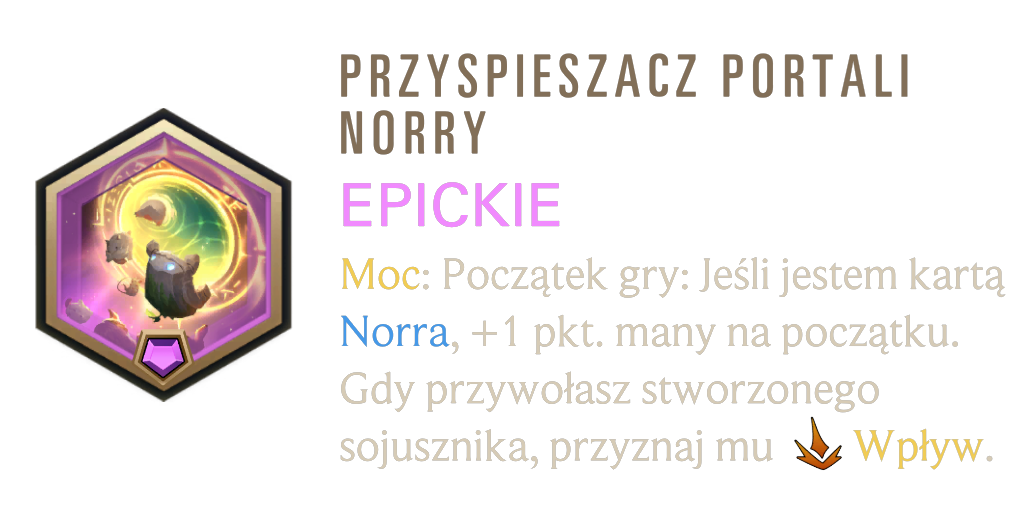 PRZYSPIESZACZ PORTALI
NORRY
EPICKIE
Moc: Początek gry: Jeśli jestem kartą
Norra, +1 pkt. many na początku.
Gdy przywołasz stworzonego
sojusznika, przyznaj mu Wpływ.